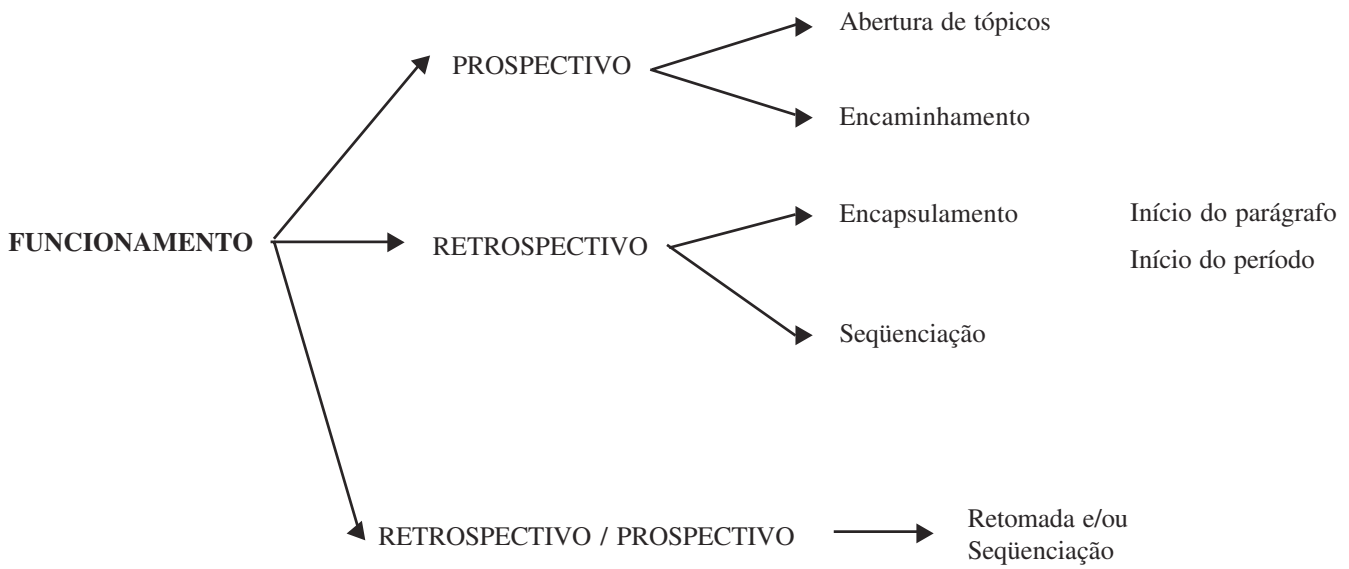 Abertura de tópicos
PROSPECTIVO
Encaminhamento
Encapsulamento Início do parágrafo
FUNCIONAMENTO RETROSPECTIVO
Início do período
Seqüenciação
RETROSPECTIVO / PROSPECTIVO
Retomada e/ou
Seqüenciação